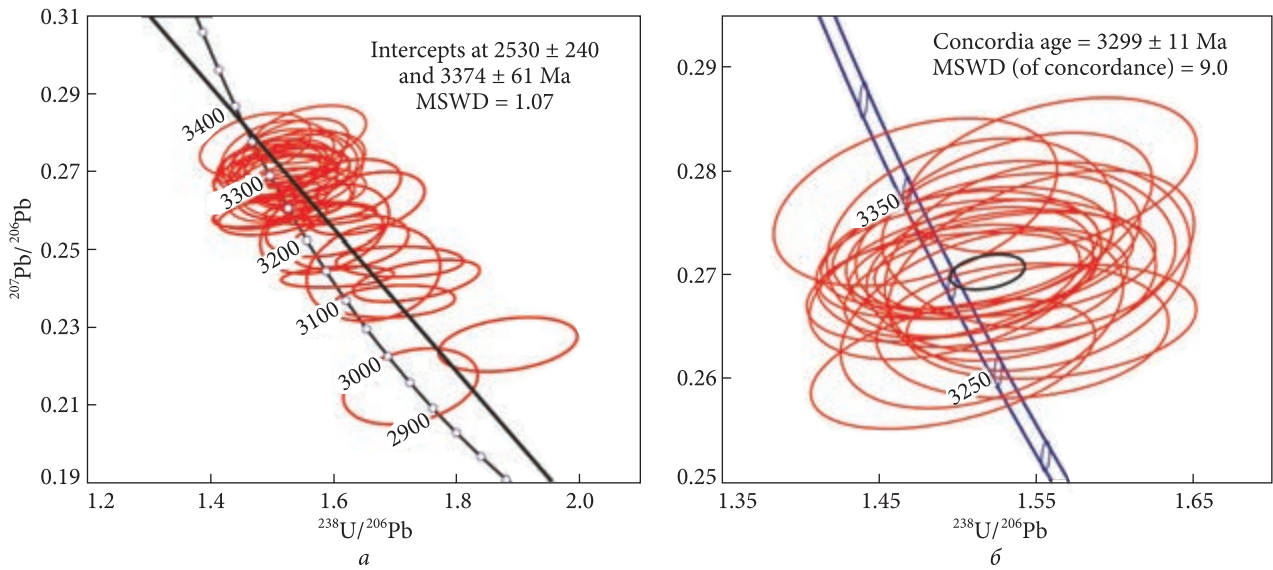 0.31
0.29
0.27
0.25
0.23
0.21
0.19
²⁰⁷Pb/²⁰⁶Pb
Intercepts at 2530 ± 240
and 3374 ± 61 Ma
MSWD = 1.07
3400
3300
3200
3100
3000
2900
1.2 1.4 1.6 1.8 2.0
²³⁸U/²⁰⁶Pb
а
0.29
0.28
0.27
0.26
0.25
Concordia age = 3299 ± 11 Ma
MSWD (of concordance) = 9.0
3350
3250
1.35 1.45 1.55 1.65
²³⁸U/²⁰⁶Pb
б